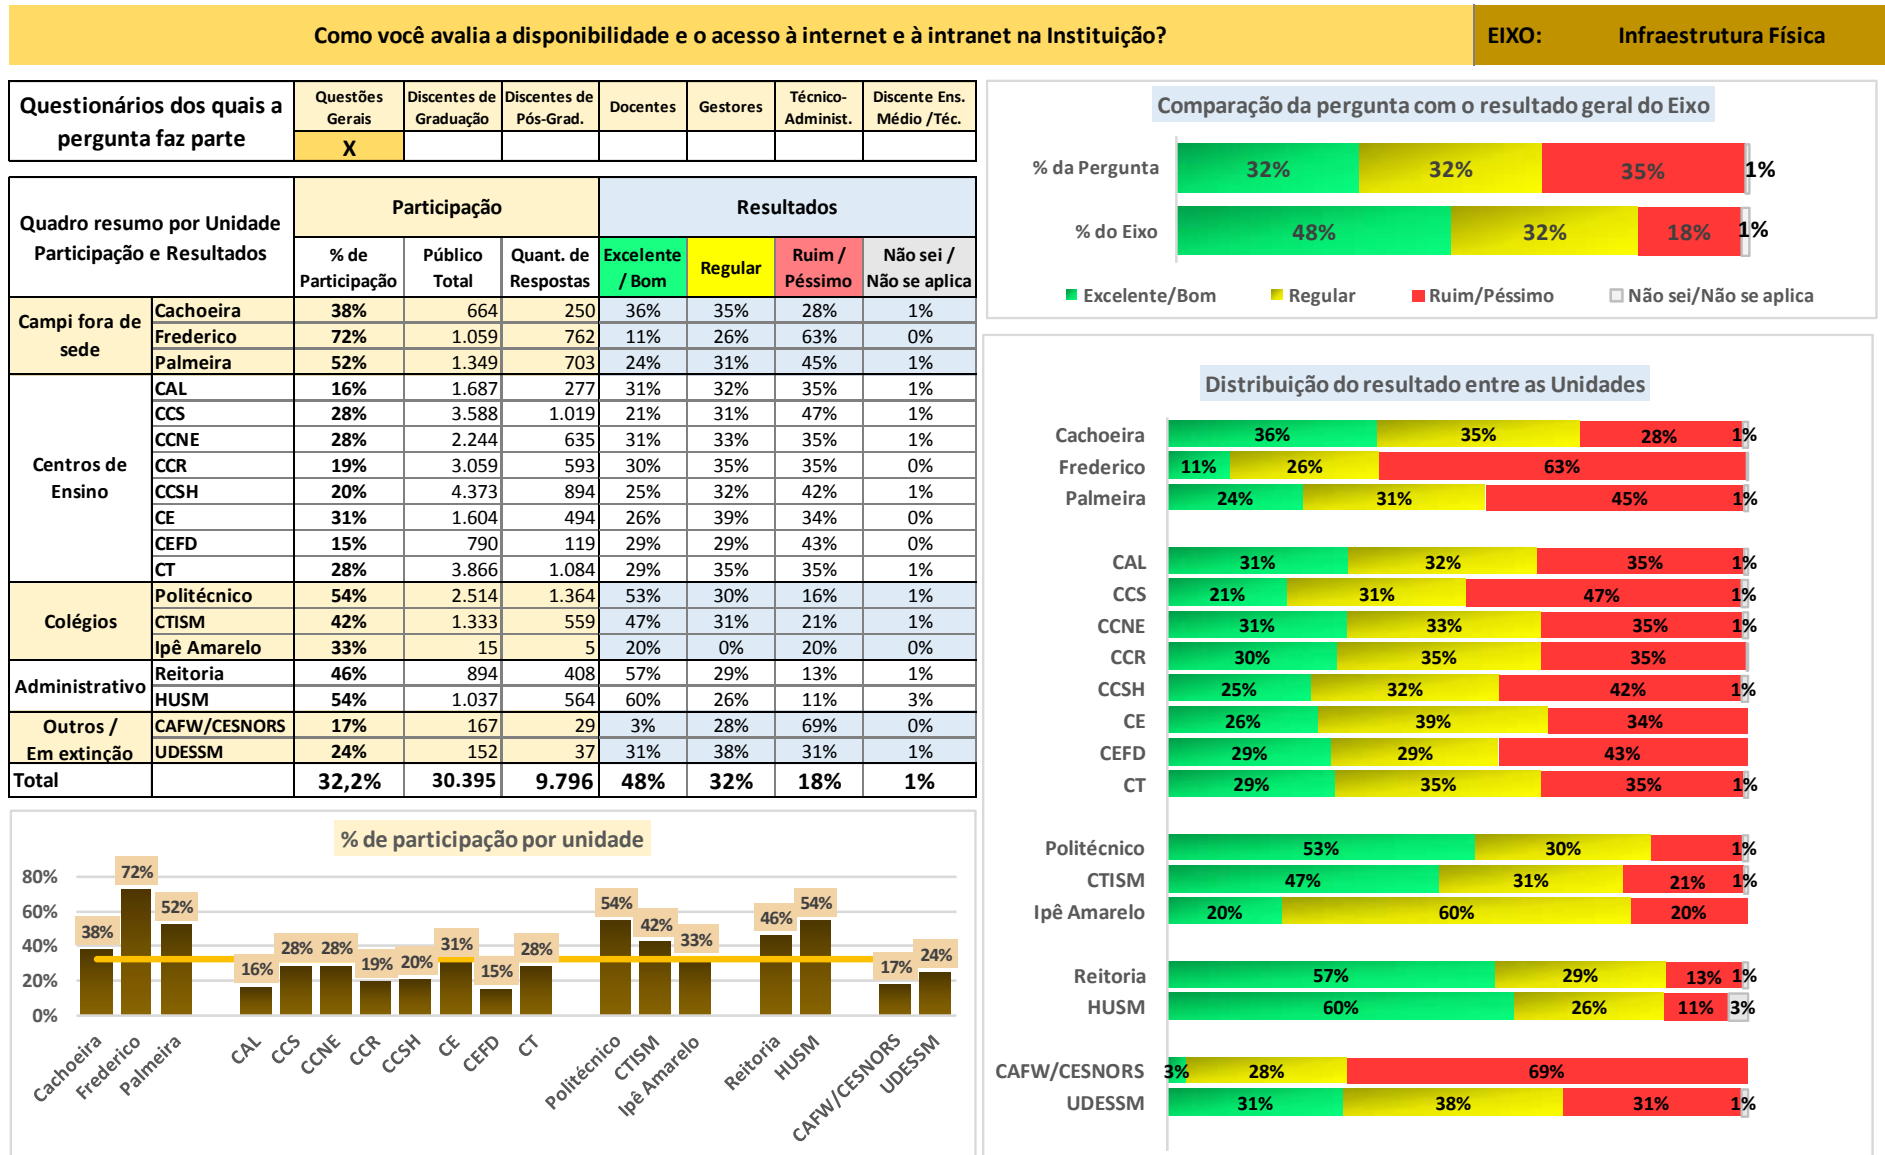 Como você avalia a disponibilidade e o acesso à internet e à intranet na Instituição?
EIXO: Infraestrutura Física
Questionários dos quais a pergunta faz parte
Questões Gerais
Discentes de Graduação
Discentes de Pós-Grad.
Docentes
Gestores
Técnico-Administ.
Discente Ens. Médio /Téc.
X
Quadro resumo por Unidade
Participação e Resultados
Participação
Resultados
% de Participação
Público Total
Quant. de Respostas
Excelente / Bom
Regular
Ruim / Péssimo
Não sei / Não se aplica
Campi fora de sede
Cachoeira 38% 664 250 36% 35% 28% 1%
Frederico 72% 1.059 762 11% 26% 63% 0%
Palmeira 52% 1.349 703 24% 31% 45% 1%
Centros de Ensino
CAL 16% 1.687 277 31% 32% 35% 1%
CCS 28% 3.588 1.019 21% 31% 47% 1%
CCNE 28% 2.244 635 31% 33% 35% 1%
CCR 19% 3.059 593 30% 35% 35% 0%
CCSH 20% 4.373 894 25% 32% 42% 1%
CE 31% 1.604 494 26% 39% 34% 0%
CEFD 15% 790 119 29% 29% 43% 0%
CT 28% 3.866 1.084 29% 35% 35% 1%
Colégios
Politécnico 54% 2.514 1.364 53% 30% 16% 1%
CTISM 42% 1.333 559 47% 31% 21% 1%
Ipê Amarelo 33% 15 5 20% 0% 20% 0%
Administrativo
Reitoria 46% 894 408 57% 29% 13% 1%
HUSM 54% 1.037 564 60% 26% 11% 3%
Outros / Em extinção
CAFW/CESNORS 17% 167 29 3% 28% 69% 0%
UDESSM 24% 152 37 31% 38% 31% 1%
Total 32,2% 30.395 9.796 48% 32% 18% 1%
% de participação por unidade
80%
60%
40%
20%
0%
38% 72% 52% 16% 28% 28% 19% 20% 31% 15% 28% 54% 42% 33% 46% 54% 17% 24%
Cachoeira Frederico Palmeira CAL CCS CCNE CCR CCSH CE CEFD CT Politécnico CTISM Ipê Amarelo Reitoria HUSM CAFW/CESNORS UDESSM
Comparação da pergunta com o resultado geral do Eixo
% da Pergunta 32% 32% 35% 1%
% do Eixo 48% 32% 18% 1%
Excelente/Bom Regular Ruim/Péssimo Não sei/Não se aplica
Distribuição do resultado entre as Unidades
Cachoeira 36% 35% 28% 1%
Frederico 11% 26% 63%
Palmeira 24% 31% 45% 1%
CAL 31% 32% 35% 1%
CCS 21% 31% 47% 1%
CCNE 31% 33% 35% 1%
CCR 30% 35% 35%
CCSH 25% 32% 42% 1%
CE 26% 39% 34%
CEFD 29% 29% 43%
CT 29% 35% 35% 1%
Politécnico 53% 30% 1%
CTISM 47% 31% 21% 1%
Ipê Amarelo 20% 60% 20%
Reitoria 57% 29% 13% 1%
HUSM 60% 26% 11% 3%
CAFW/CESNORS 3% 28% 69%
UDESSM 31% 38% 31% 1%